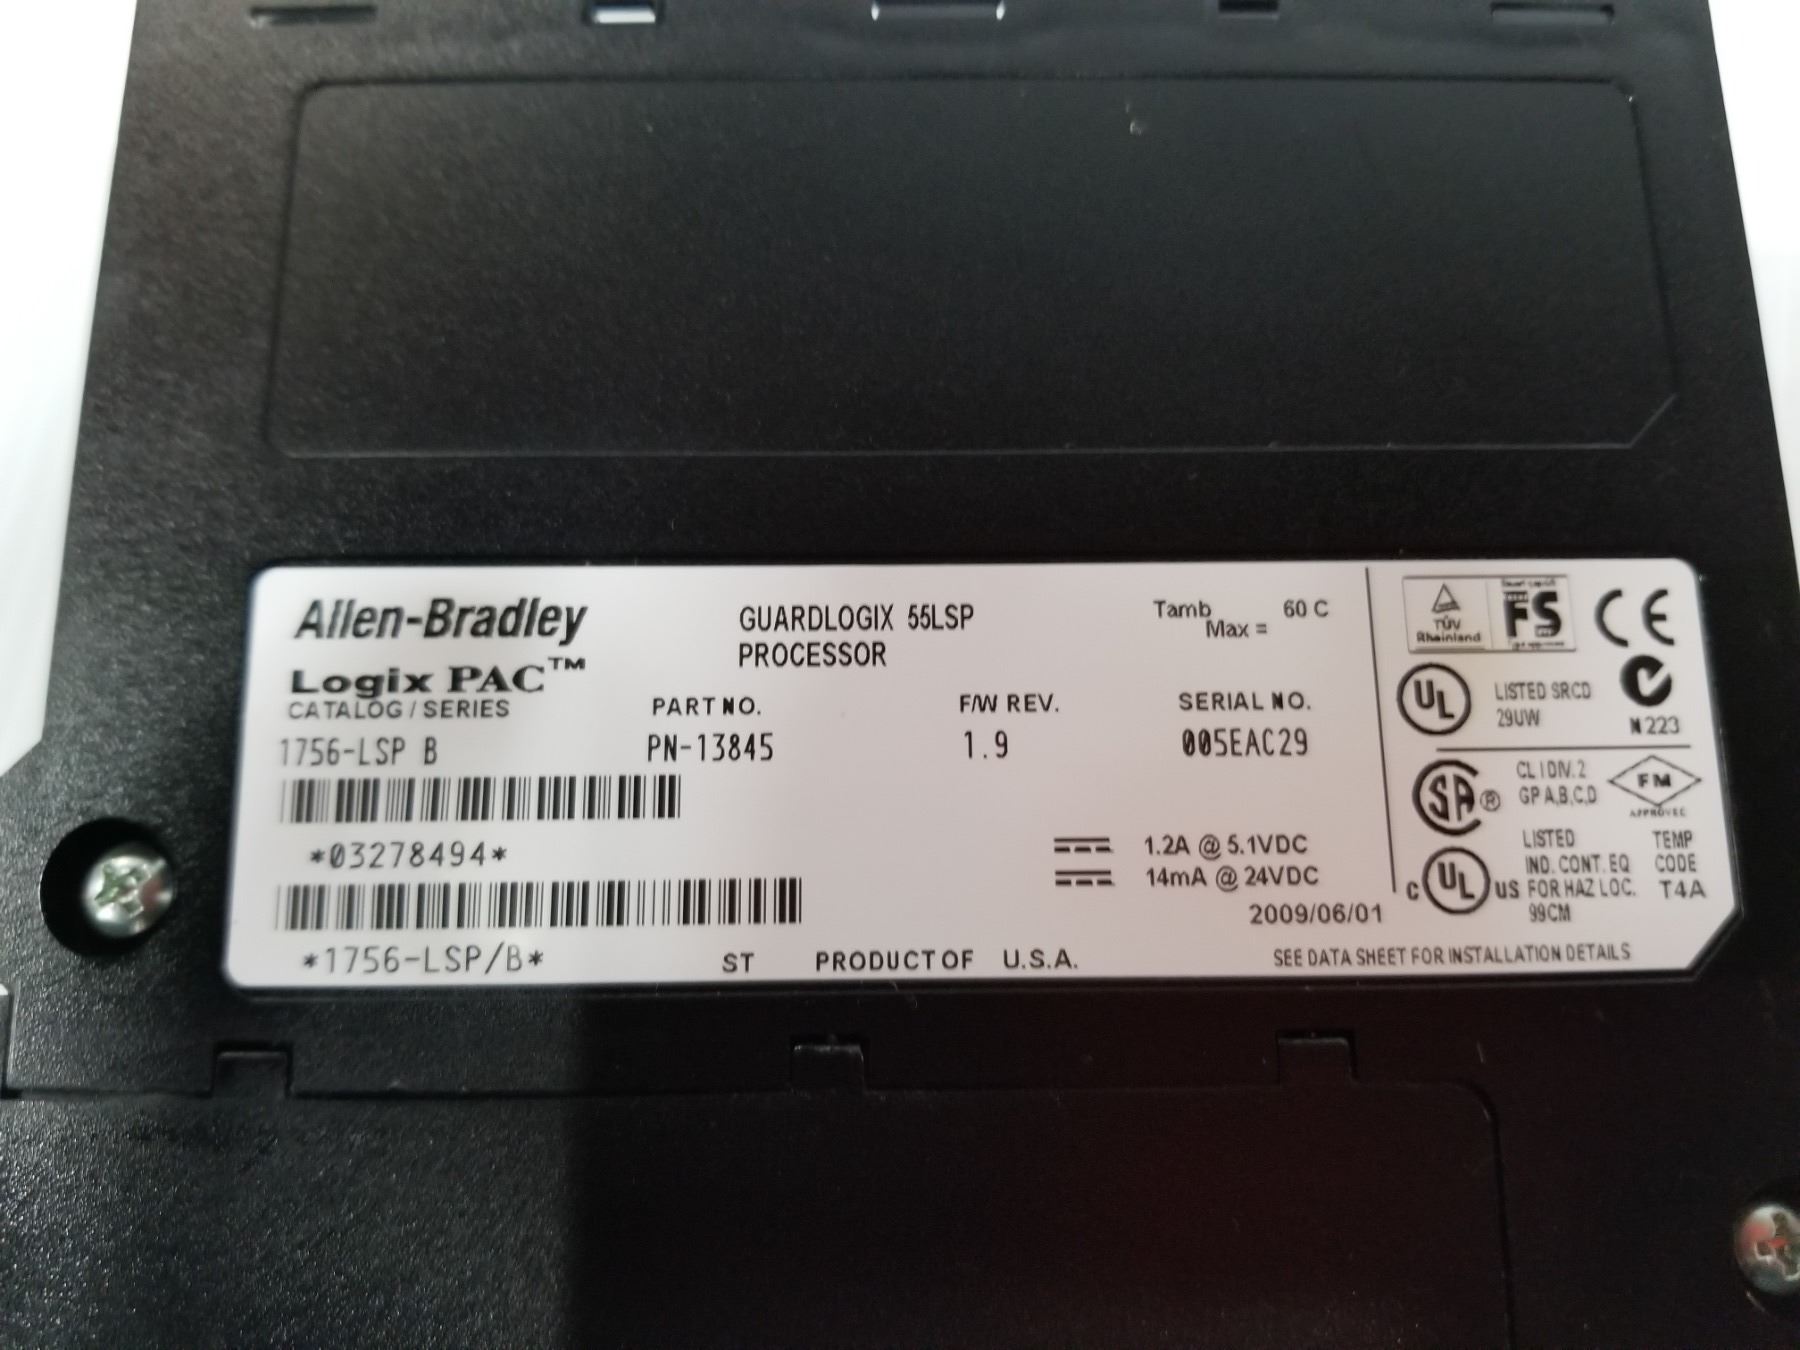 Allen-Bradley
Logix PAC™
GUARDLOGIX 55LSP
PROCESSOR
Tamb
Max = 60 C
CATALOG / SERIES PART NO. F/W REV. SERIAL NO.
1756-LSP B PN-13845 1.9 005EAC29
*03278494*
1.2A @ 5.1VDC
14mA @ 24VDC
2009/06/01
*1756-LSP/B* ST PRODUCT OF U.S.A.
SEE DATA SHEET FOR INSTALLATION DETAILS
TÜV
Rheinland
FS
CE
UL LISTED SRCD
29UW
N223
SA®
CL I DIV. 2
GP A,B,C,D
FM
APPROVED
C UL US
LISTED
IND. CONT. EQ
FOR HAZ LOC.
99CM
TEMP
CODE
T4A